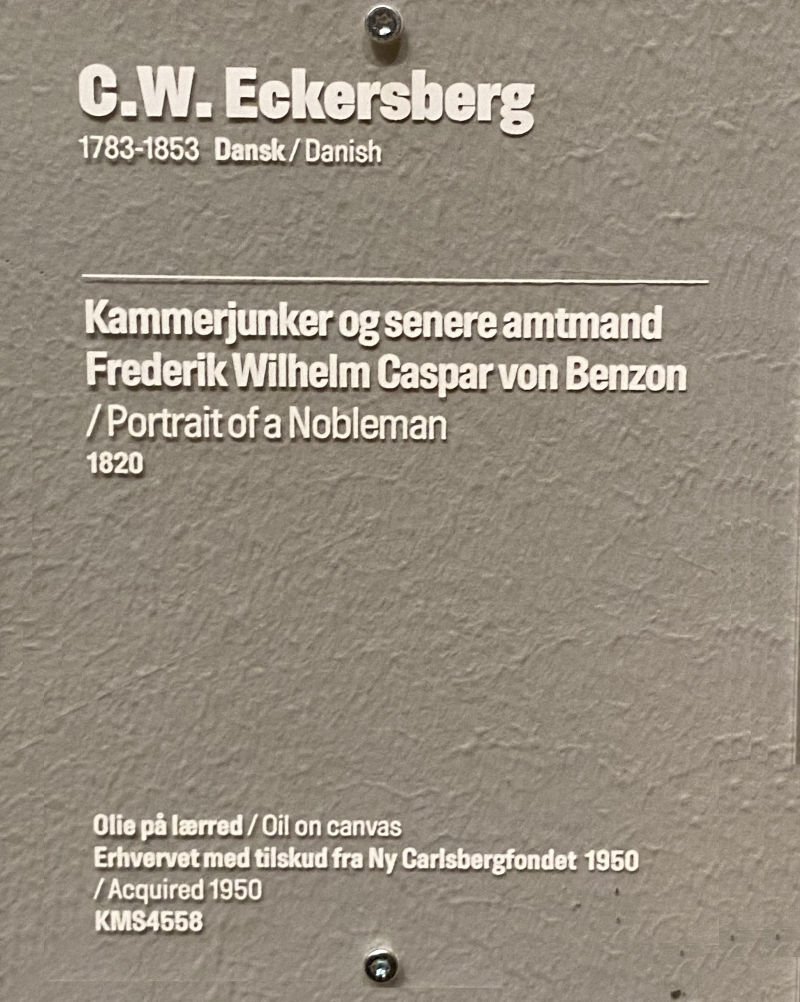 C.W. Eckersberg
1783-1853 Dansk / Danish
Kammerjunker og senere amtmand
Frederik Wilhelm Caspar von Benzon
/ Portrait of a Nobleman
1820
Olie på lærred / Oil on canvas
Erhvervet med tilskud fra Ny Carlsbergfondet 1950
/ Acquired 1950
KMS4558